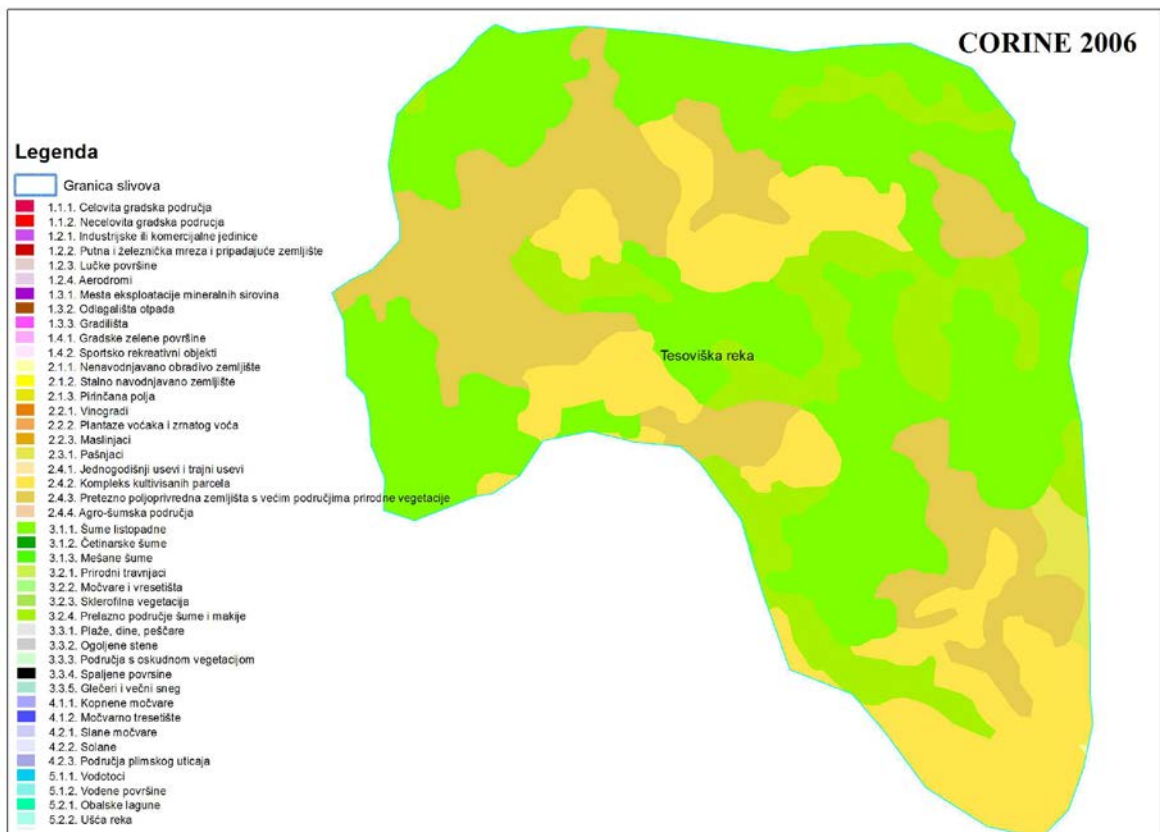 CORINE 2006
Legenda
Granica slivova
1.1.1. Celovita gradska područja
1.1.2. Necelovita gradska područja
1.2.1. Industrijske ili komercijalne jedinice
1.2.2. Putna i železnička mreza i pripadajuće zemljište
1.2.3. Lučke površine
1.2.4. Aerodromi
1.3.1. Mesta eksploatacije mineralnih sirovina
1.3.2. Odlagališta otpada
1.3.3. Gradilišta
1.4.1. Gradske zelene površine
1.4.2. Sportsko rekreativni objekti
2.1.1. Nenavodnjavano obradivo zemljište
2.1.2. Stalno navodnjavano zemljište
2.1.3. Pirinčana polja
2.2.1. Vinogradi
2.2.2. Plantaze voćaka i zrnatog voća
2.2.3. Maslinjaci
2.3.1. Pašnjaci
2.4.1. Jednogodišnji usevi i trajni usevi
2.4.2. Kompleks kultivisanih parcela
2.4.3. Pretezno poljoprivredna zemljišta s većim područjima prirodne vegetacije
2.4.4. Agro-šumska područja
3.1.1. Šume listopadne
3.1.2. Četinarske šume
3.1.3. Mešane šume
3.2.1. Prirodni travnjaci
3.2.2. Močvare i vresetišta
3.2.3. Sklerofilna vegetacija
3.2.4. Prelazno područje šume i makije
3.3.1. Plaže, dine, peščare
3.3.2. Ogoljene stene
3.3.3. Područja s oskudnom vegetacijom
3.3.4. Spaljene povrsine
3.3.5. Glečeri i večni sneg
4.1.1. Kopnene močvare
4.1.2. Močvarno tresetište
4.2.1. Slane močvare
4.2.2. Solane
4.2.3. Područja plimskog uticaja
5.1.1. Vodotoci
5.1.2. Vodene površine
5.2.1. Obalske lagune
5.2.2. Ušća reka
Tesoviška reka